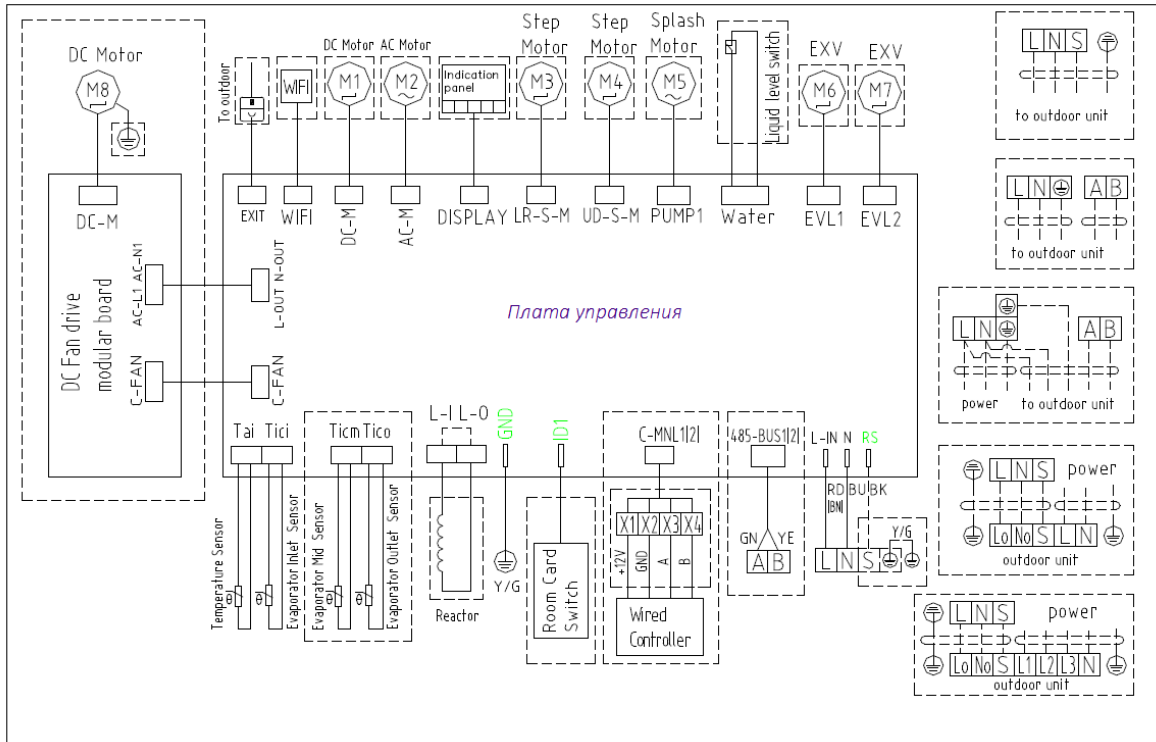 DC Motor
M8
DC-M
AC-L1 AC-N1
C-FAN
DC Fan drive
modular board
To outdoor
EXIT
WIFI
WIFI
DC Motor
M1
DC-M
AC Motor
M2
AC-M
Indication
panel
DISPLAY
Step
Motor
M3
LR-S-M
Step
Motor
M4
UD-S-M
Splash
Motor
M5
PUMP1
Liquid level switch
Water
EXV
M6
EVL1
EXV
M7
EVL2
L-OUT N-OUT
C-FAN
Плата управления
Tai Tici
Temperature Sensor
Evaporator Inlet Sensor
Ticm Tico
Evaporator Mid Sensor
Evaporator Outlet Sensor
L-I L-O
Reactor
GND
Y/G
ID1
Room Card
Switch
C-MNL1|2|
X1 X2 X3 X4
+12V
GND
A
B
Wired
Controller
485-BUS1|2|
GN YE
A B
L-IN N RS
RD BU BK
|BN|
L N S
Y/G
L N S
to outdoor unit
L N A B
to outdoor unit
L N A B
power to outdoor unit
L N S power
Lo No S L N
outdoor unit
L N S power
Lo No S L1 L2 L3 N
outdoor unit